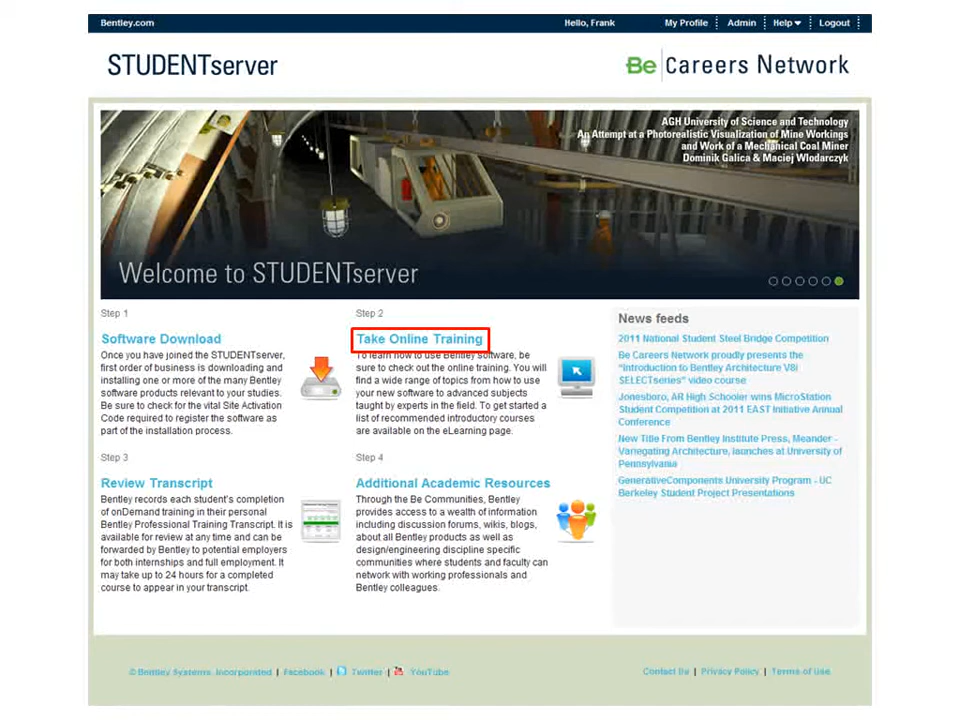 Bentley.com
Hello, Frank
My Profile
Admin
Help
Logout
STUDENTserver
Be Careers Network
AGH University of Science and Technology
An Attempt at a Photorealistic Visualization of Mine Workings
and Work of a Mechanical Coal Miner
Dominik Galica & Maciej Wlodarczyk
Welcome to STUDENTserver
Step 1
Software Download
Once you have joined the STUDENTserver,
first order of business is downloading and
installing one or more of the many Bentley
software products relevant to your studies.
Be sure to check for the vital Site Activation
Code required to register the software as
part of the installation process.
Step 2
Take Online Training
To learn how to use Bentley software, be
sure to check out the online training. You will
find a wide range of topics from how to use
your new software to advanced subjects
taught by experts in the field. To get started a
list of recommended introductory courses
are available on the eLearning page.
Step 3
Review Transcript
Bentley records each student's completion
of onDemand training in their personal
Bentley Professional Training Transcript. It is
available for review at any time and can be
forwarded by Bentley to potential employers
for both internships and full employment. It
may take up to 24 hours for a completed
course to appear in your transcript.
Step 4
Additional Academic Resources
Through the Be Communities, Bentley
provides access to a wealth of information
including discussion forums, wikis, blogs,
about all Bentley products as well as
design/engineering discipline specific
communities where students and faculty can
network with working professionals and
Bentley colleagues.
News feeds
2011 National Student Steel Bridge Competition
Be Careers Network proudly presents the
"Introduction to Bentley Architecture V8i
SELECTseries" video course
Jonesboro, AR High Schooler wins MicroStation
Student Competition at 2011 EAST Initiative Annual
Conference
New Title From Bentley Institute Press, Meander -
Variegating Architecture, launches at University of
Pennsylvania
GenerativeComponents University Program - UC
Berkeley Student Project Presentations
© Bentley Systems, Incorporated | Facebook | Twitter | YouTube
Contact Us | Privacy Policy | Terms of Use